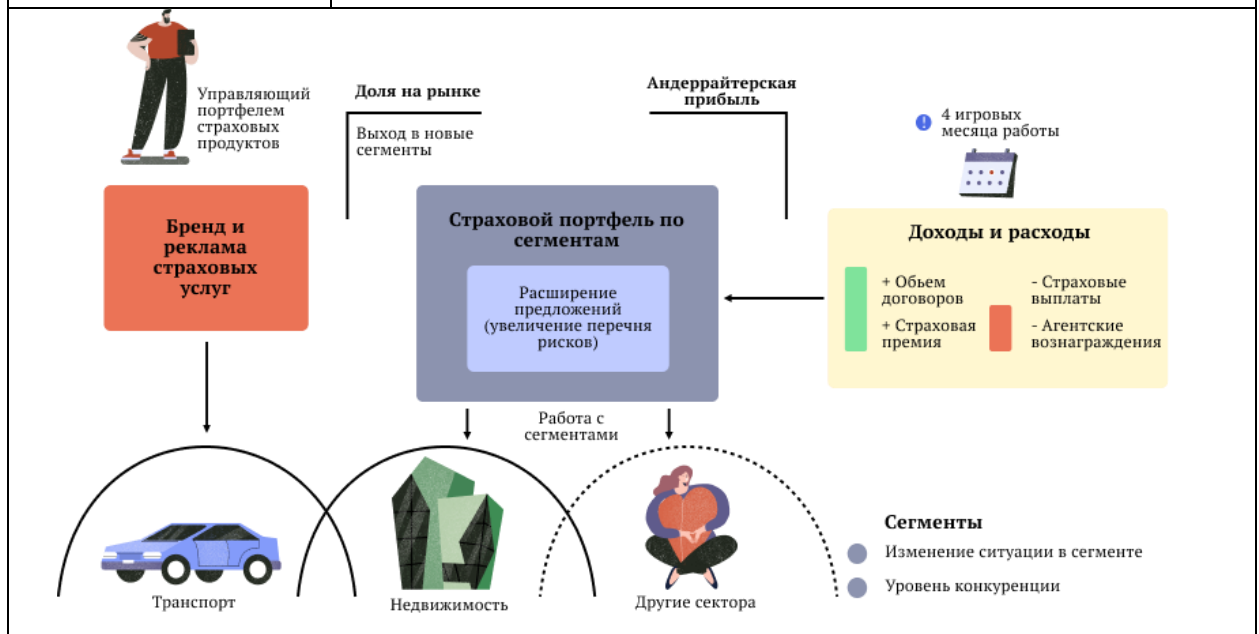 Управляющий
портфелем
страховых
продуктов
Доля на рынке
Выход в новые
сегменты
Андеррайтерская
прибыль
4 игровых
месяца работы
Бренд и
реклама
страховых
услуг
Страховой портфель по
сегментам
Расширение
предложений
(увеличение перечня
рисков)
Доходы и расходы
+ Обьем
договоров
+ Страховая
премия
- Страховые
выплаты
- Агентские
вознаграждения
Работа с
сегментами
Транспорт
Недвижимость
Другие сектора
Сегменты
Изменение ситуации в сегменте
Уровень конкуренции